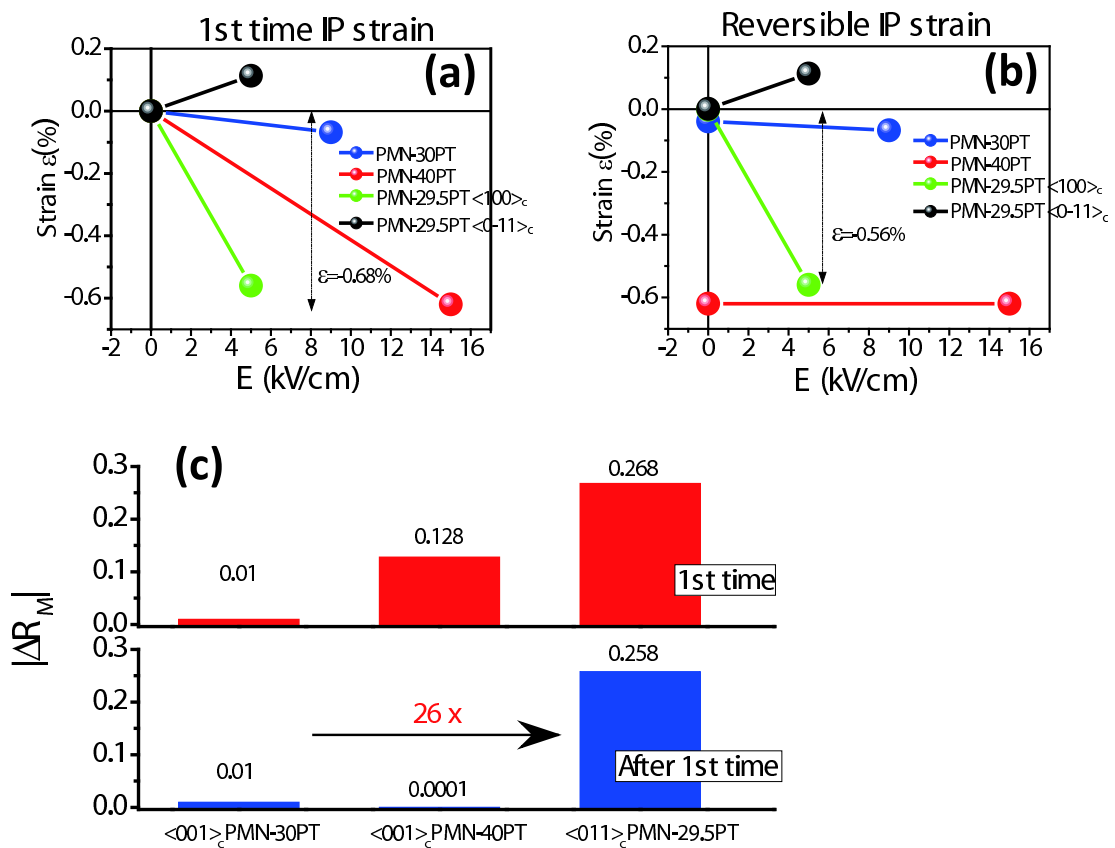 1st time IP strain
(a)
Strain ε(%)
0.2
0.0
-0.2
-0.4
-0.6
PMN-30PT
PMN-40PT
PMN-29.5PT <100>c
PMN-29.5PT <0-11>c
ε=-0.68%
-2 0 2 4 6 8 10 12 14 16
E (kV/cm)
Reversible IP strain
(b)
Strain ε(%)
0.2
0.0
-0.2
-0.4
-0.6
PMN-30PT
PMN-40PT
PMN-29.5PT <100>c
PMN-29.5PT <0-11>c
ε=-0.56%
-2 0 2 4 6 8 10 12 14 16
E (kV/cm)
(c)
|ΔRM|
0.3
0.2
0.1
0.0
0.01
0.128
0.268
1st time
0.3
0.2
0.1
0.0
0.01
26 x
0.0001
0.258
After 1st time
<001>cPMN-30PT
<001>cPMN-40PT
<011>cPMN-29.5PT